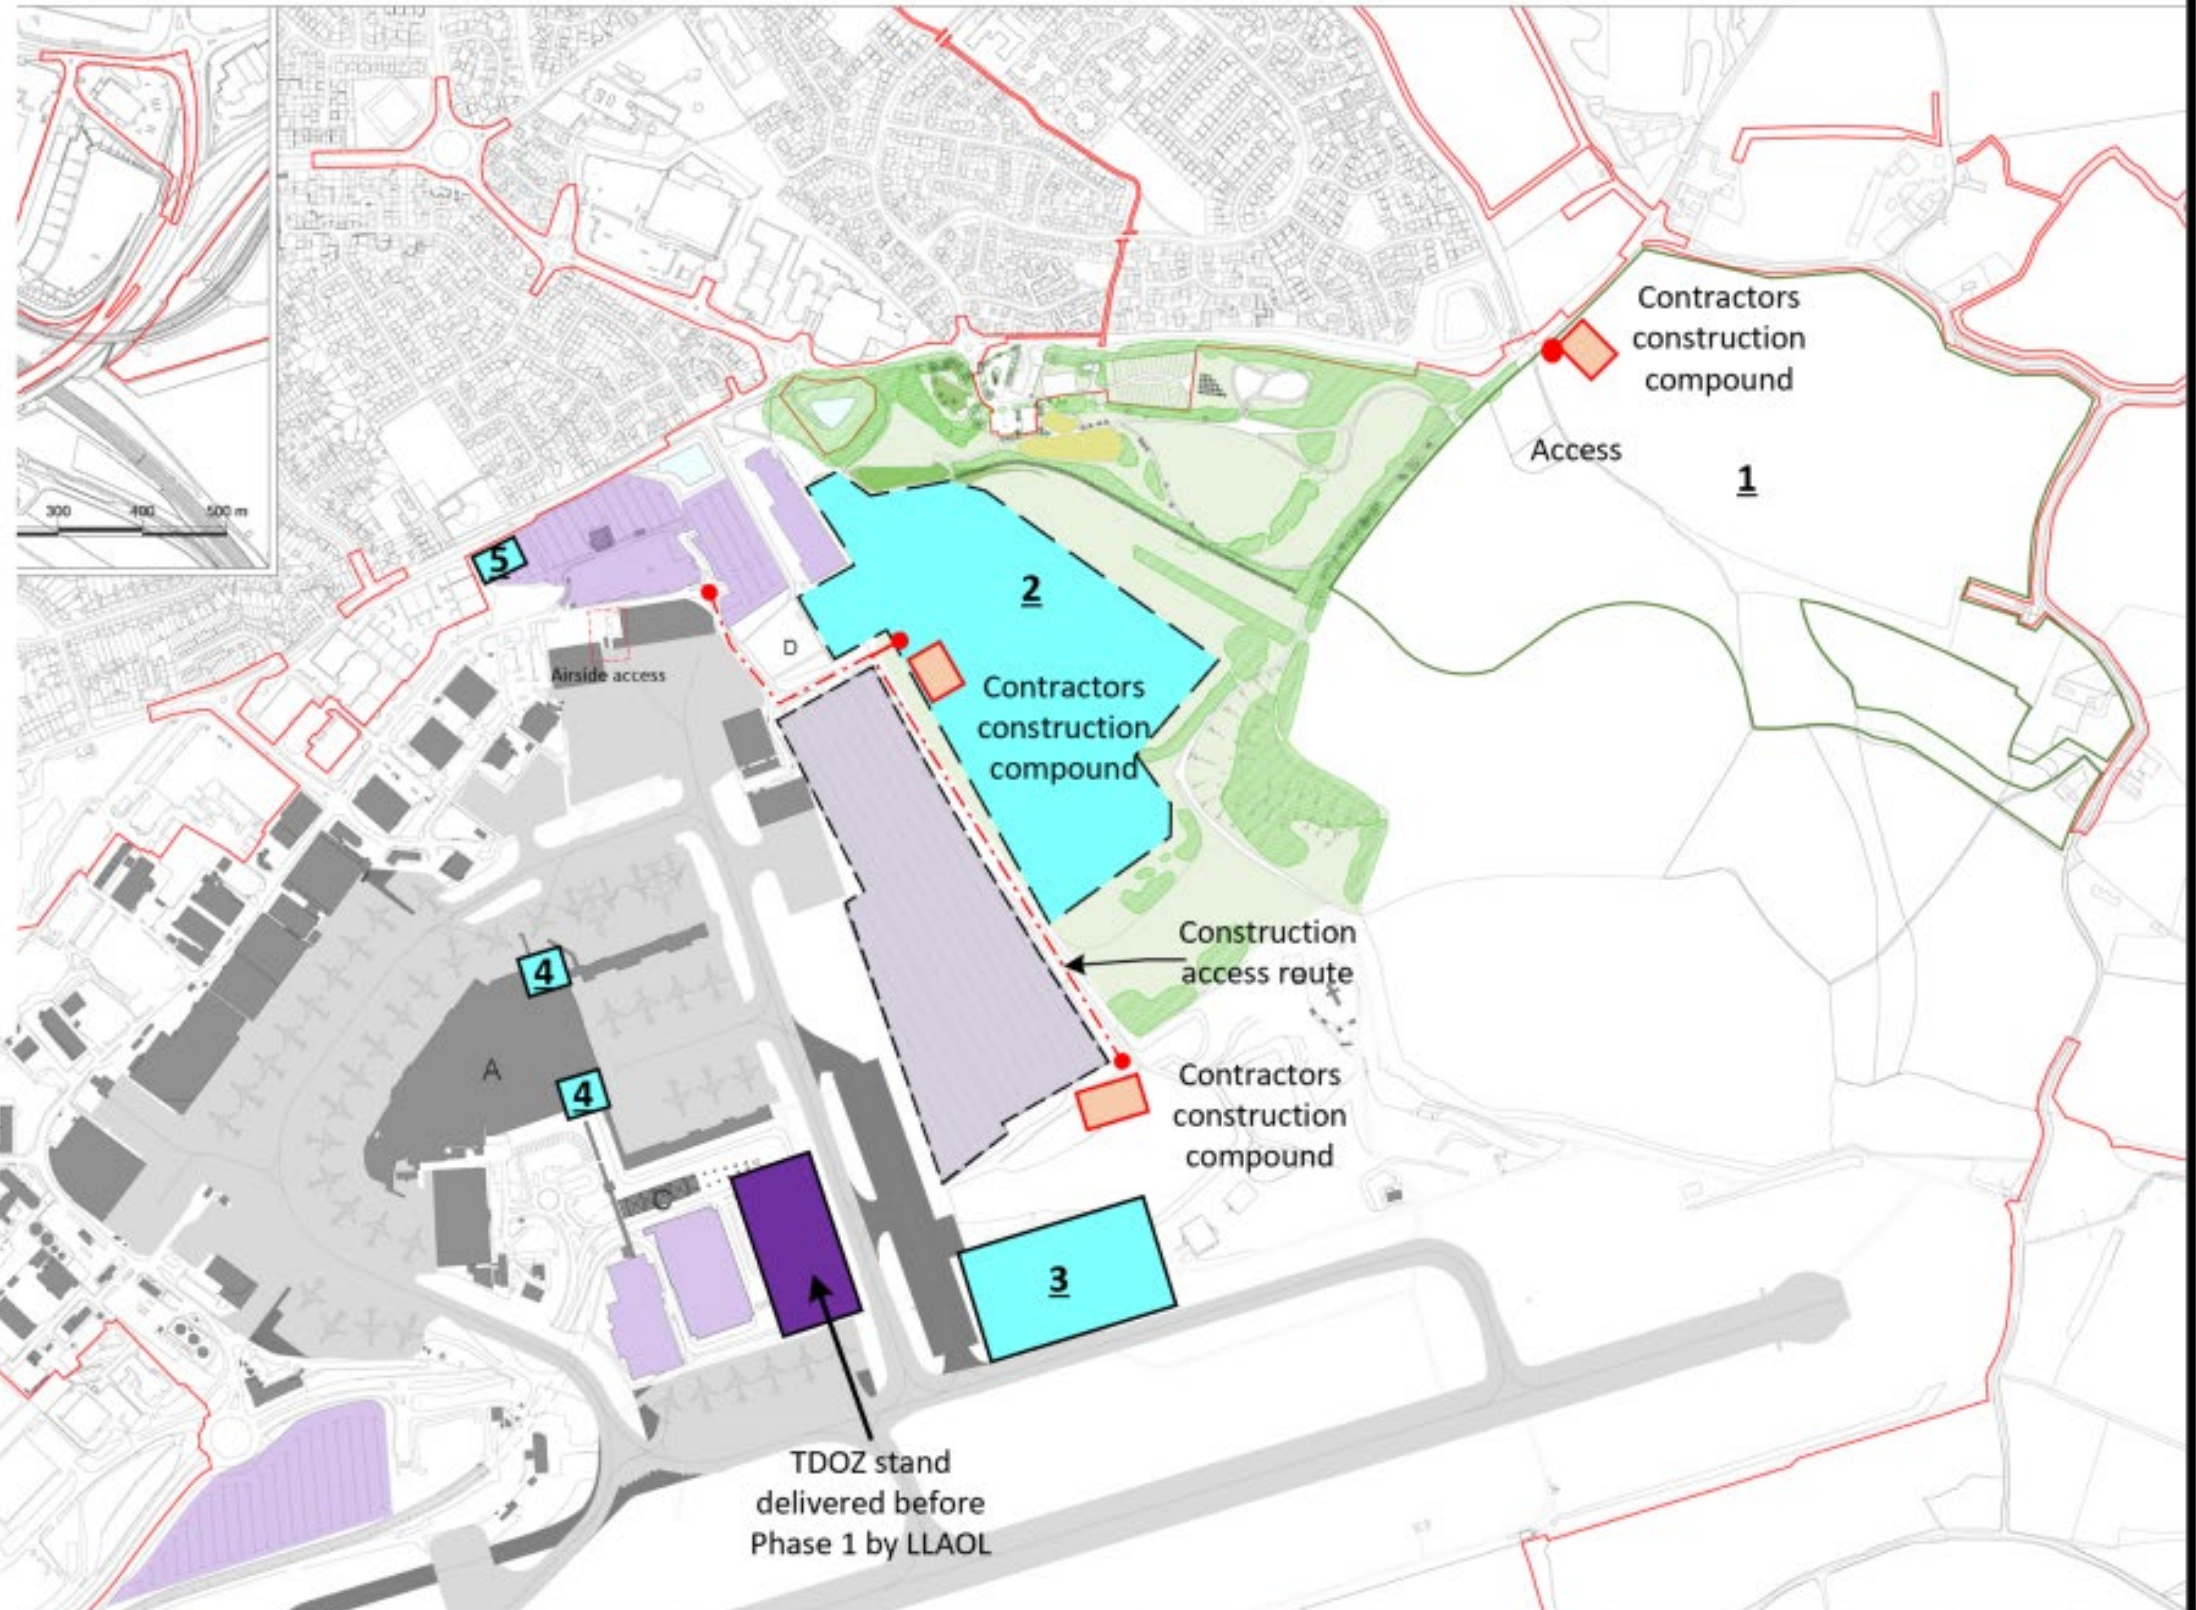 300 400 500 m
Contractors
construction
compound
Access
1
5
2
D
Airside access
Contractors
construction
compound
Construction
access route
4
A
4
Contractors
construction
compound
C
3
TDOZ stand
delivered before
Phase 1 by LLAOL